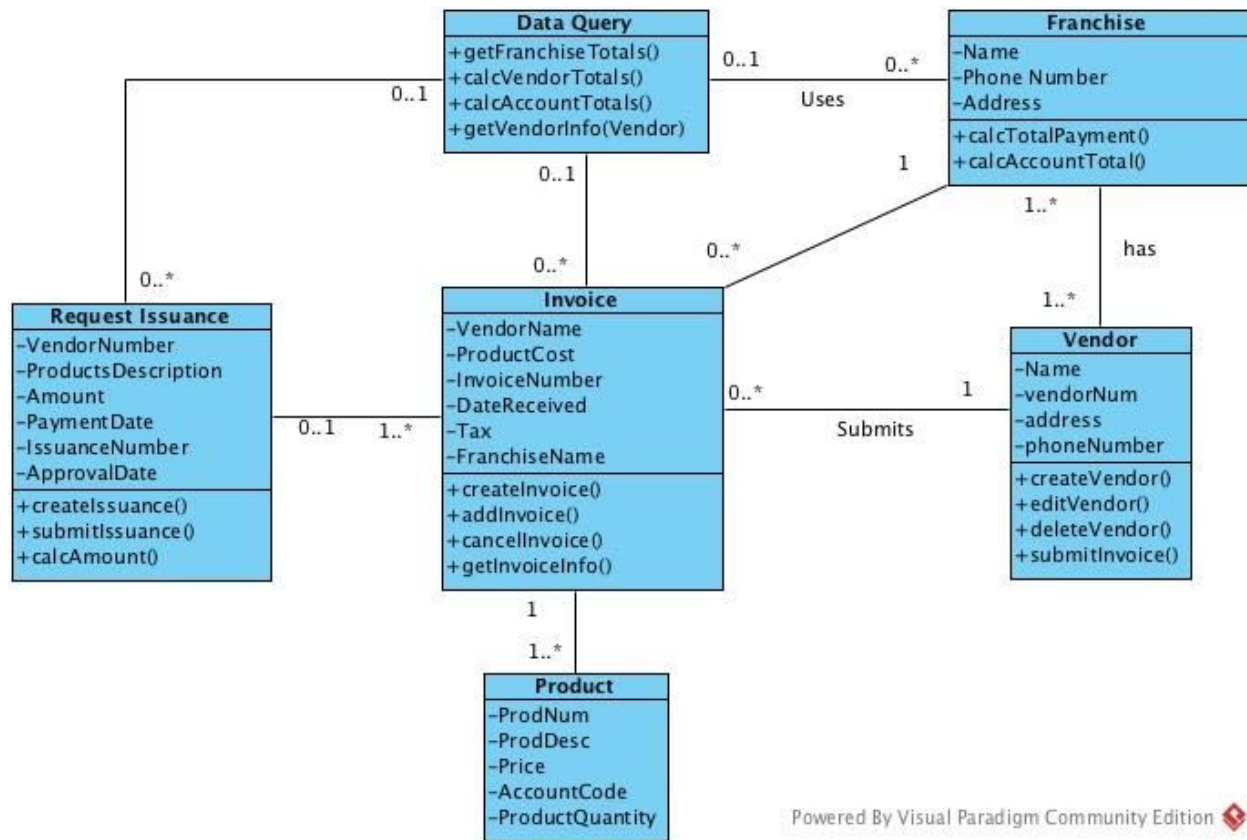 Data Query
+getFranchiseTotals()
+calcVendorTotals()
+calcAccountTotals()
+getVendorInfo(Vendor)
Franchise
-Name
-Phone Number
-Address
+calcTotalPayment()
+calcAccountTotal()
0..1
0..1
0..*
Uses
0..1
1
1..*
0..*
0..*
0..*
has
1..*
Request Issuance
-VendorNumber
-ProductsDescription
-Amount
-PaymentDate
-IssuanceNumber
-ApprovalDate
+createIssuance()
+submitIssuance()
+calcAmount()
0..1
1..*
Invoice
-VendorName
-ProductCost
-InvoiceNumber
-DateReceived
-Tax
-FranchiseName
+createInvoice()
+addInvoice()
+cancelInvoice()
+getInvoiceInfo()
0..*
1
Submits
Vendor
-Name
-vendorNum
-address
-phoneNumber
+createVendor()
+editVendor()
+deleteVendor()
+submitInvoice()
1
1..*
Product
-ProdNum
-ProdDesc
-Price
-AccountCode
-ProductQuantity
Powered By Visual Paradigm Community Edition